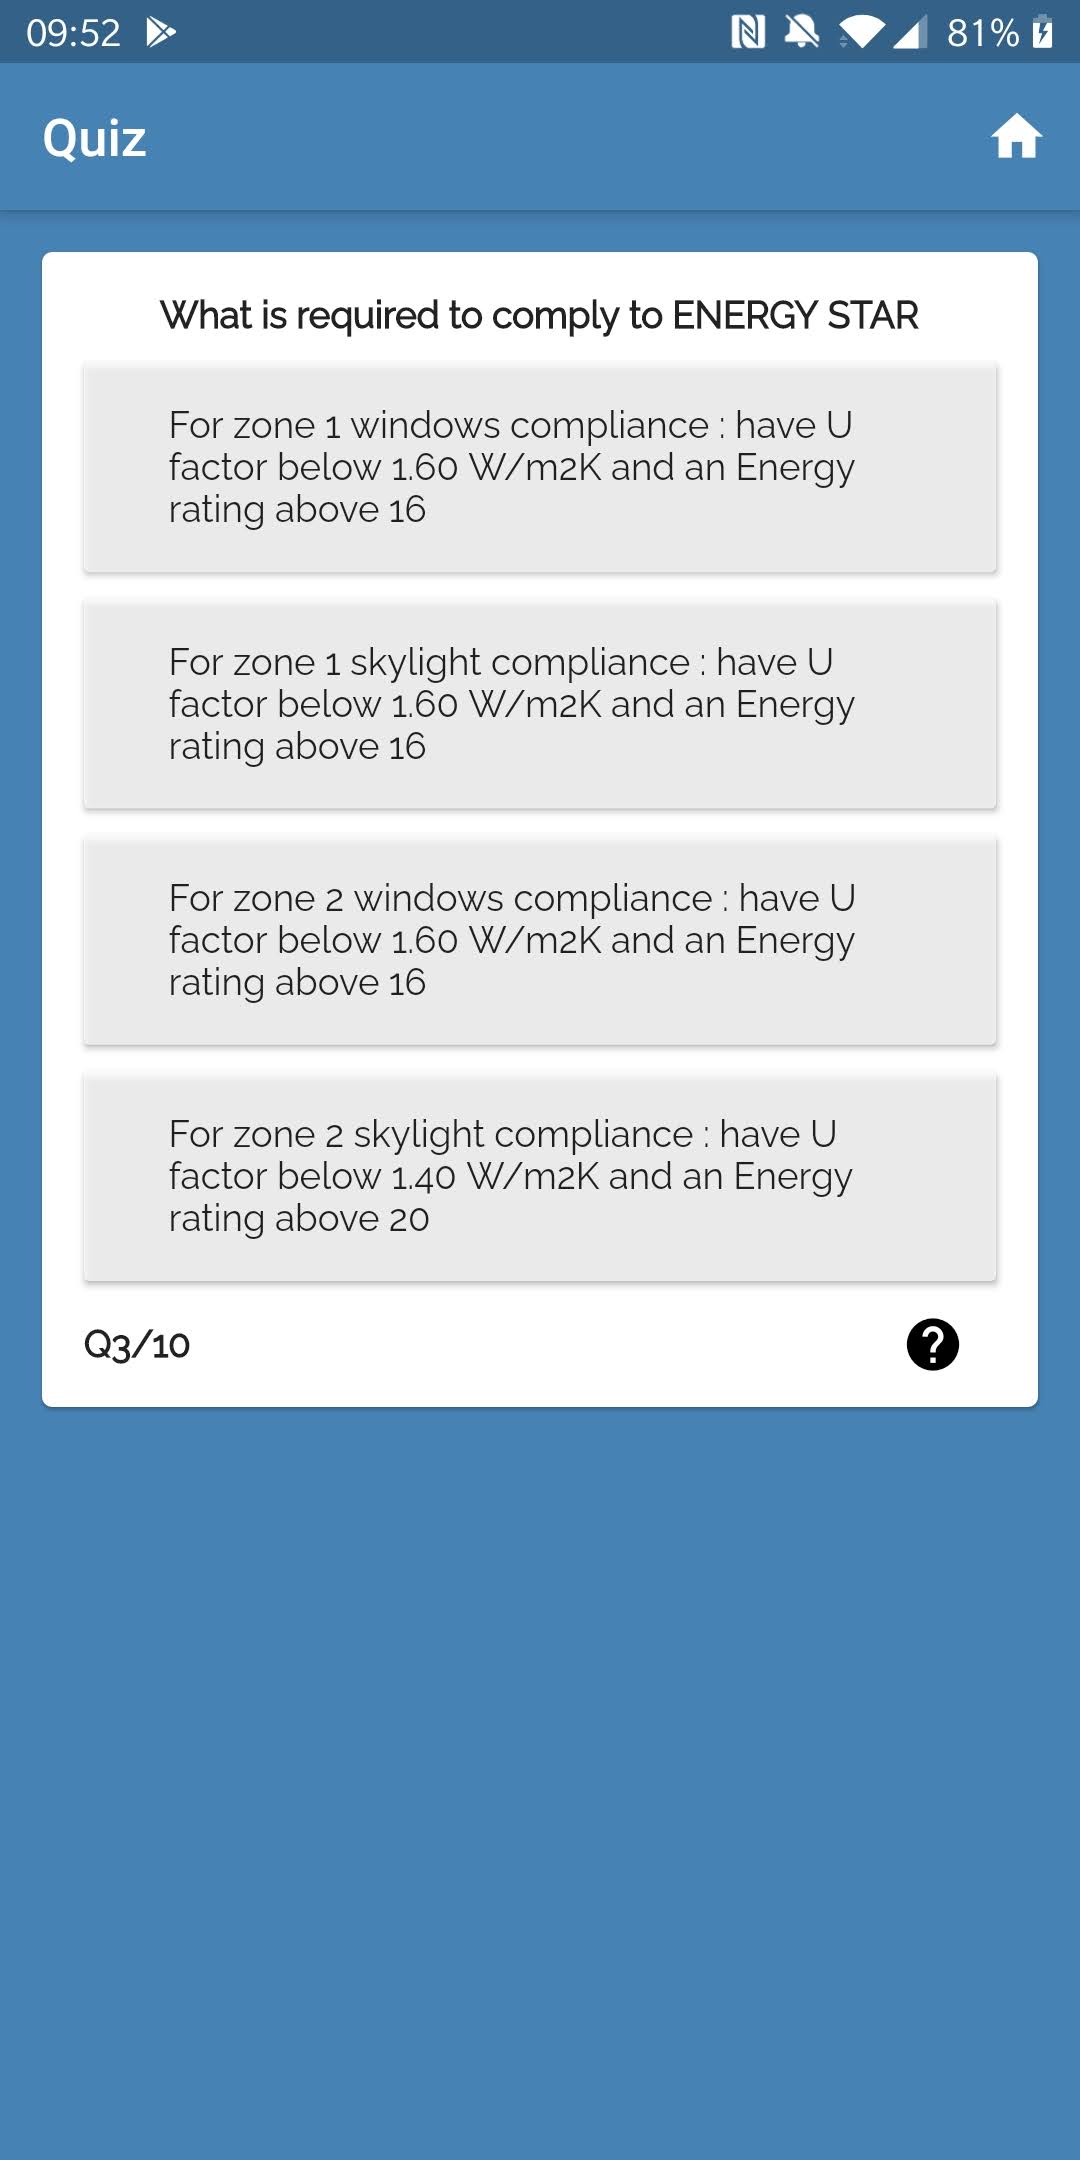 09:52
81%
Quiz
What is required to comply to ENERGY STAR
For zone 1 windows compliance : have U
factor below 1.60 W/m2K and an Energy
rating above 16
For zone 1 skylight compliance : have U
factor below 1.60 W/m2K and an Energy
rating above 16
For zone 2 windows compliance : have U
factor below 1.60 W/m2K and an Energy
rating above 16
For zone 2 skylight compliance : have U
factor below 1.40 W/m2K and an Energy
rating above 20
Q3/10
?